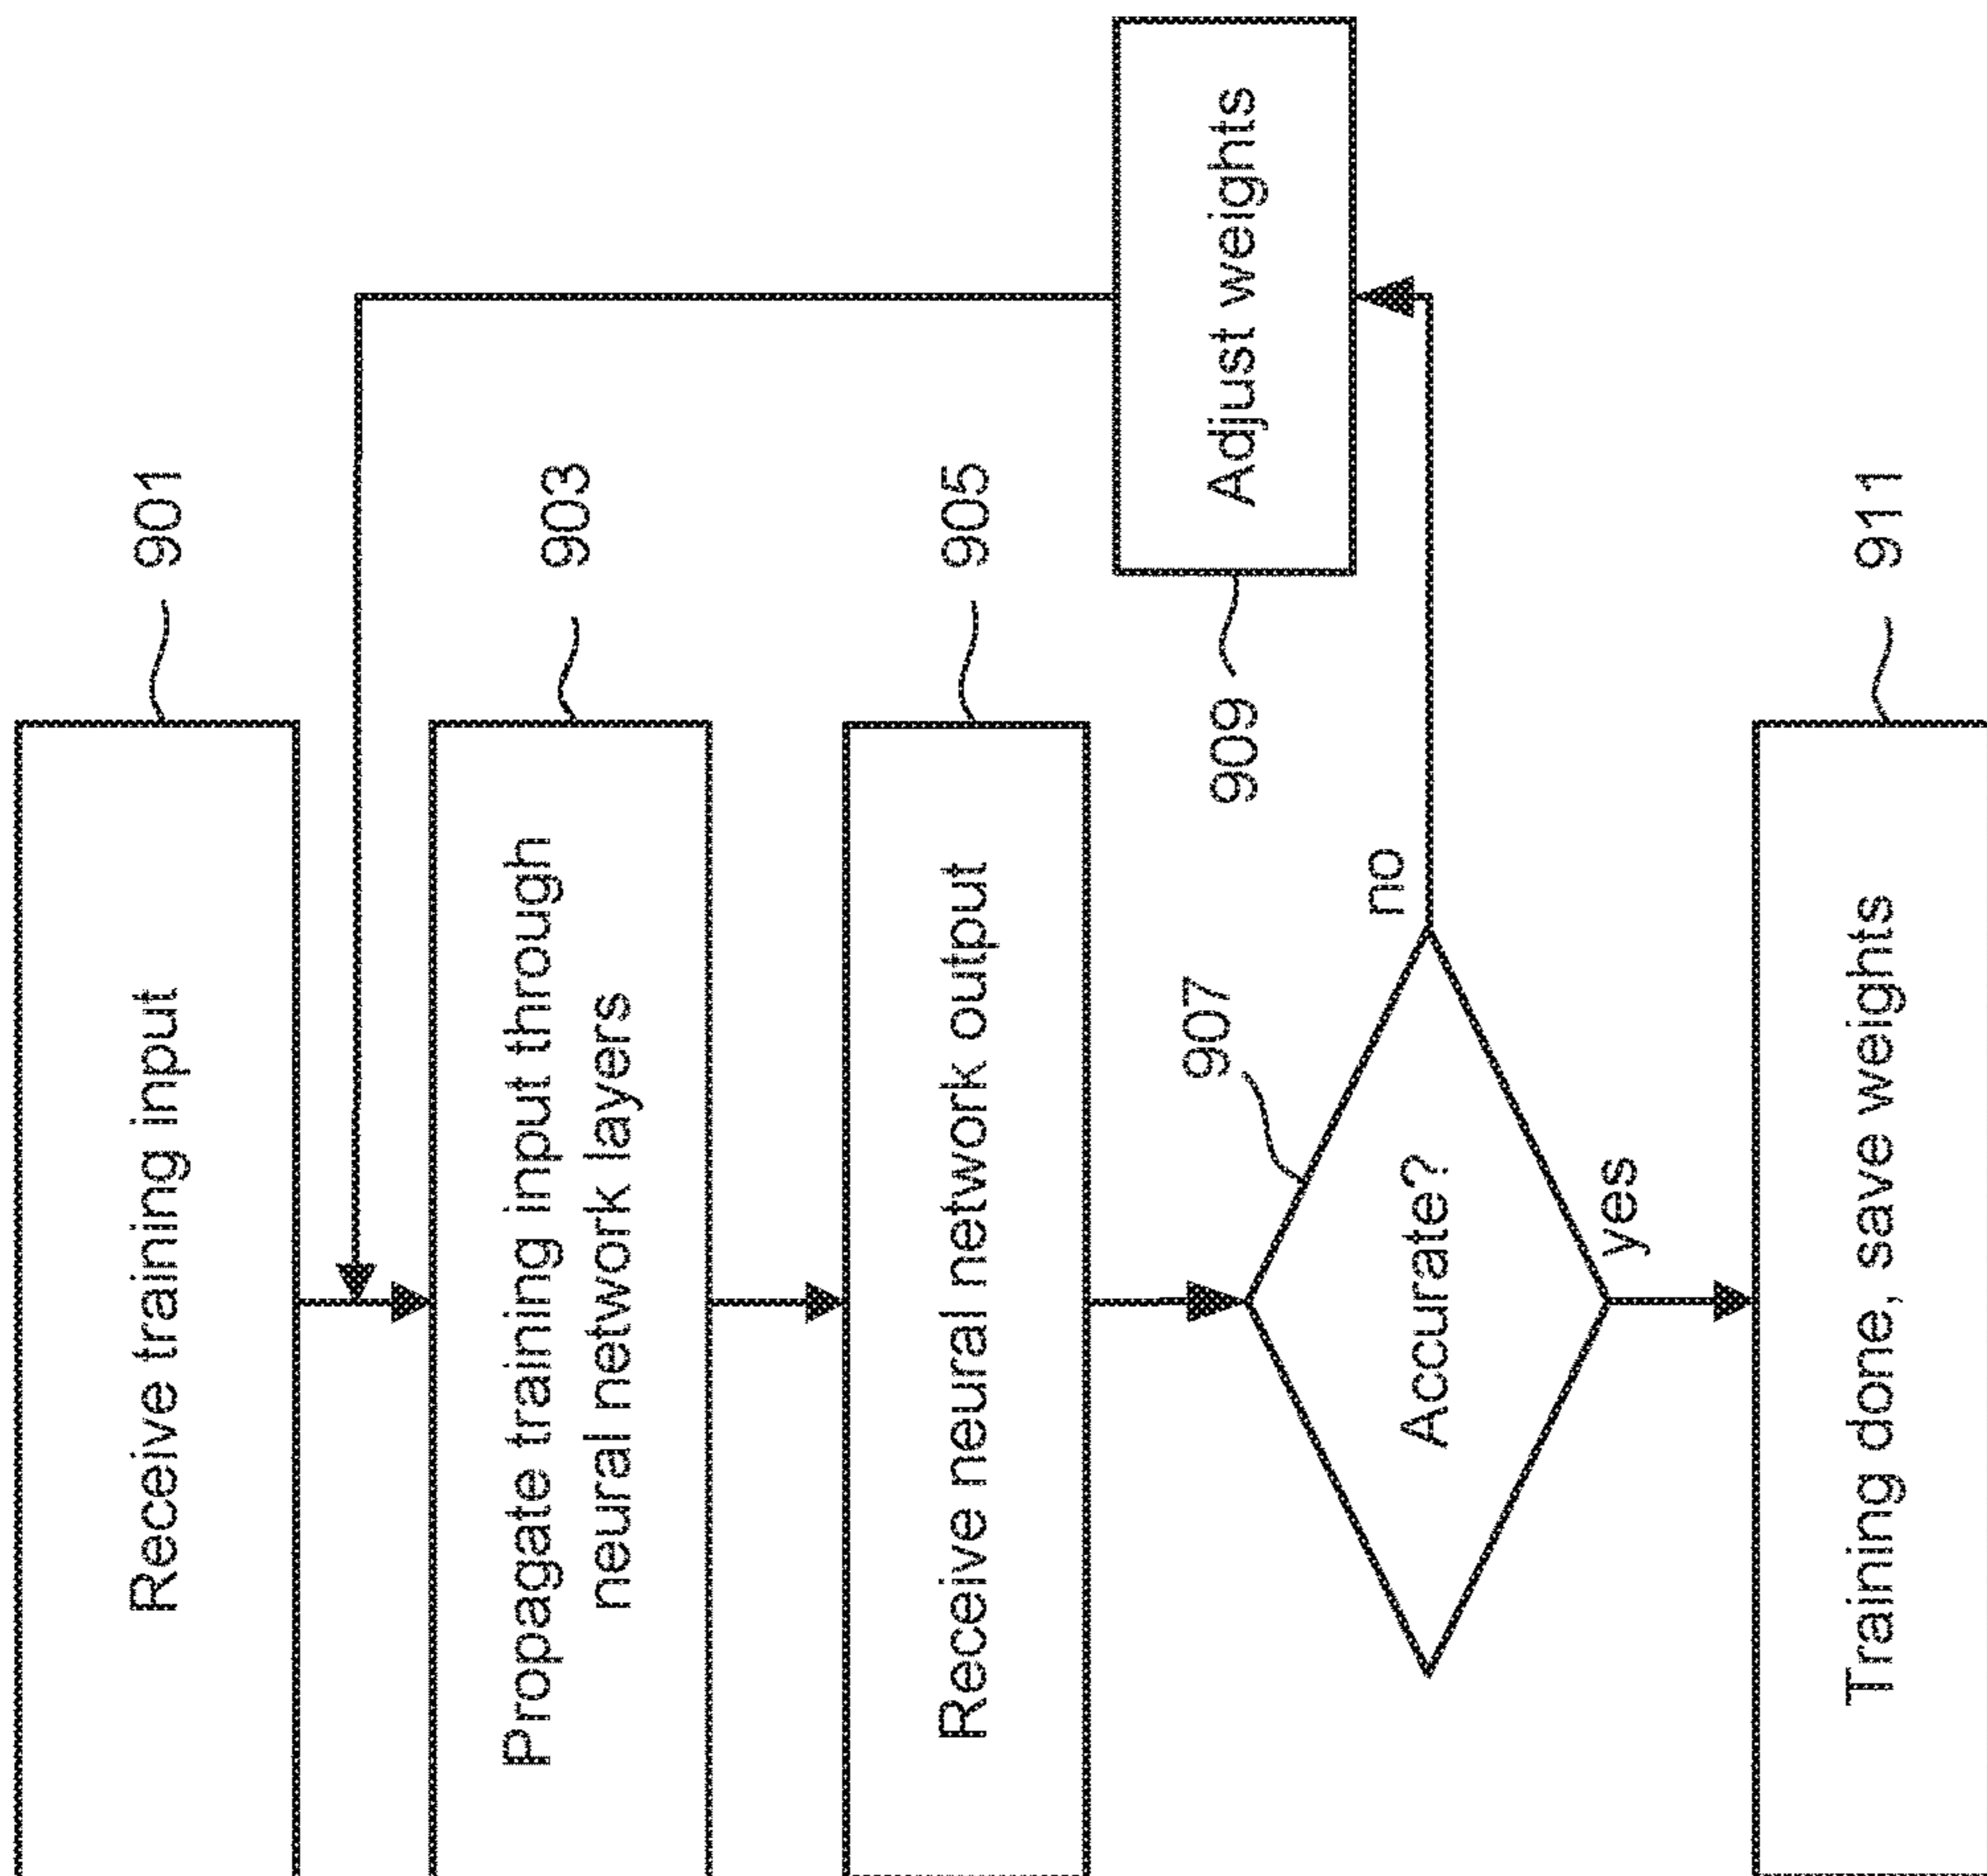 Receive training input
901
Propagate training input through
neural network layers
903
Receive neural network output
905
907
Accurate?
no
yes
909
Adjust weights
Training done, save weights
911